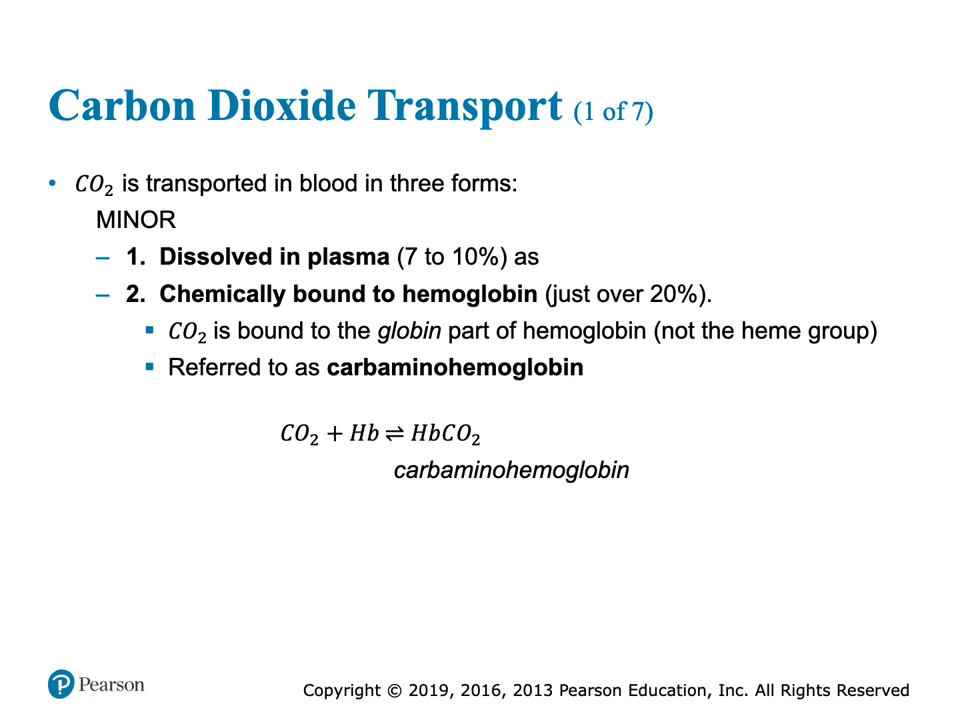 Carbon Dioxide Transport (1 of 7)
• CO₂ is transported in blood in three forms:
MINOR
– 1. Dissolved in plasma (7 to 10%) as
– 2. Chemically bound to hemoglobin (just over 20%).
▪ CO₂ is bound to the globin part of hemoglobin (not the heme group)
▪ Referred to as carbaminohemoglobin
CO₂ + Hb ⇌ HbCO₂
carbaminohemoglobin
Pearson
Copyright © 2019, 2016, 2013 Pearson Education, Inc. All Rights Reserved